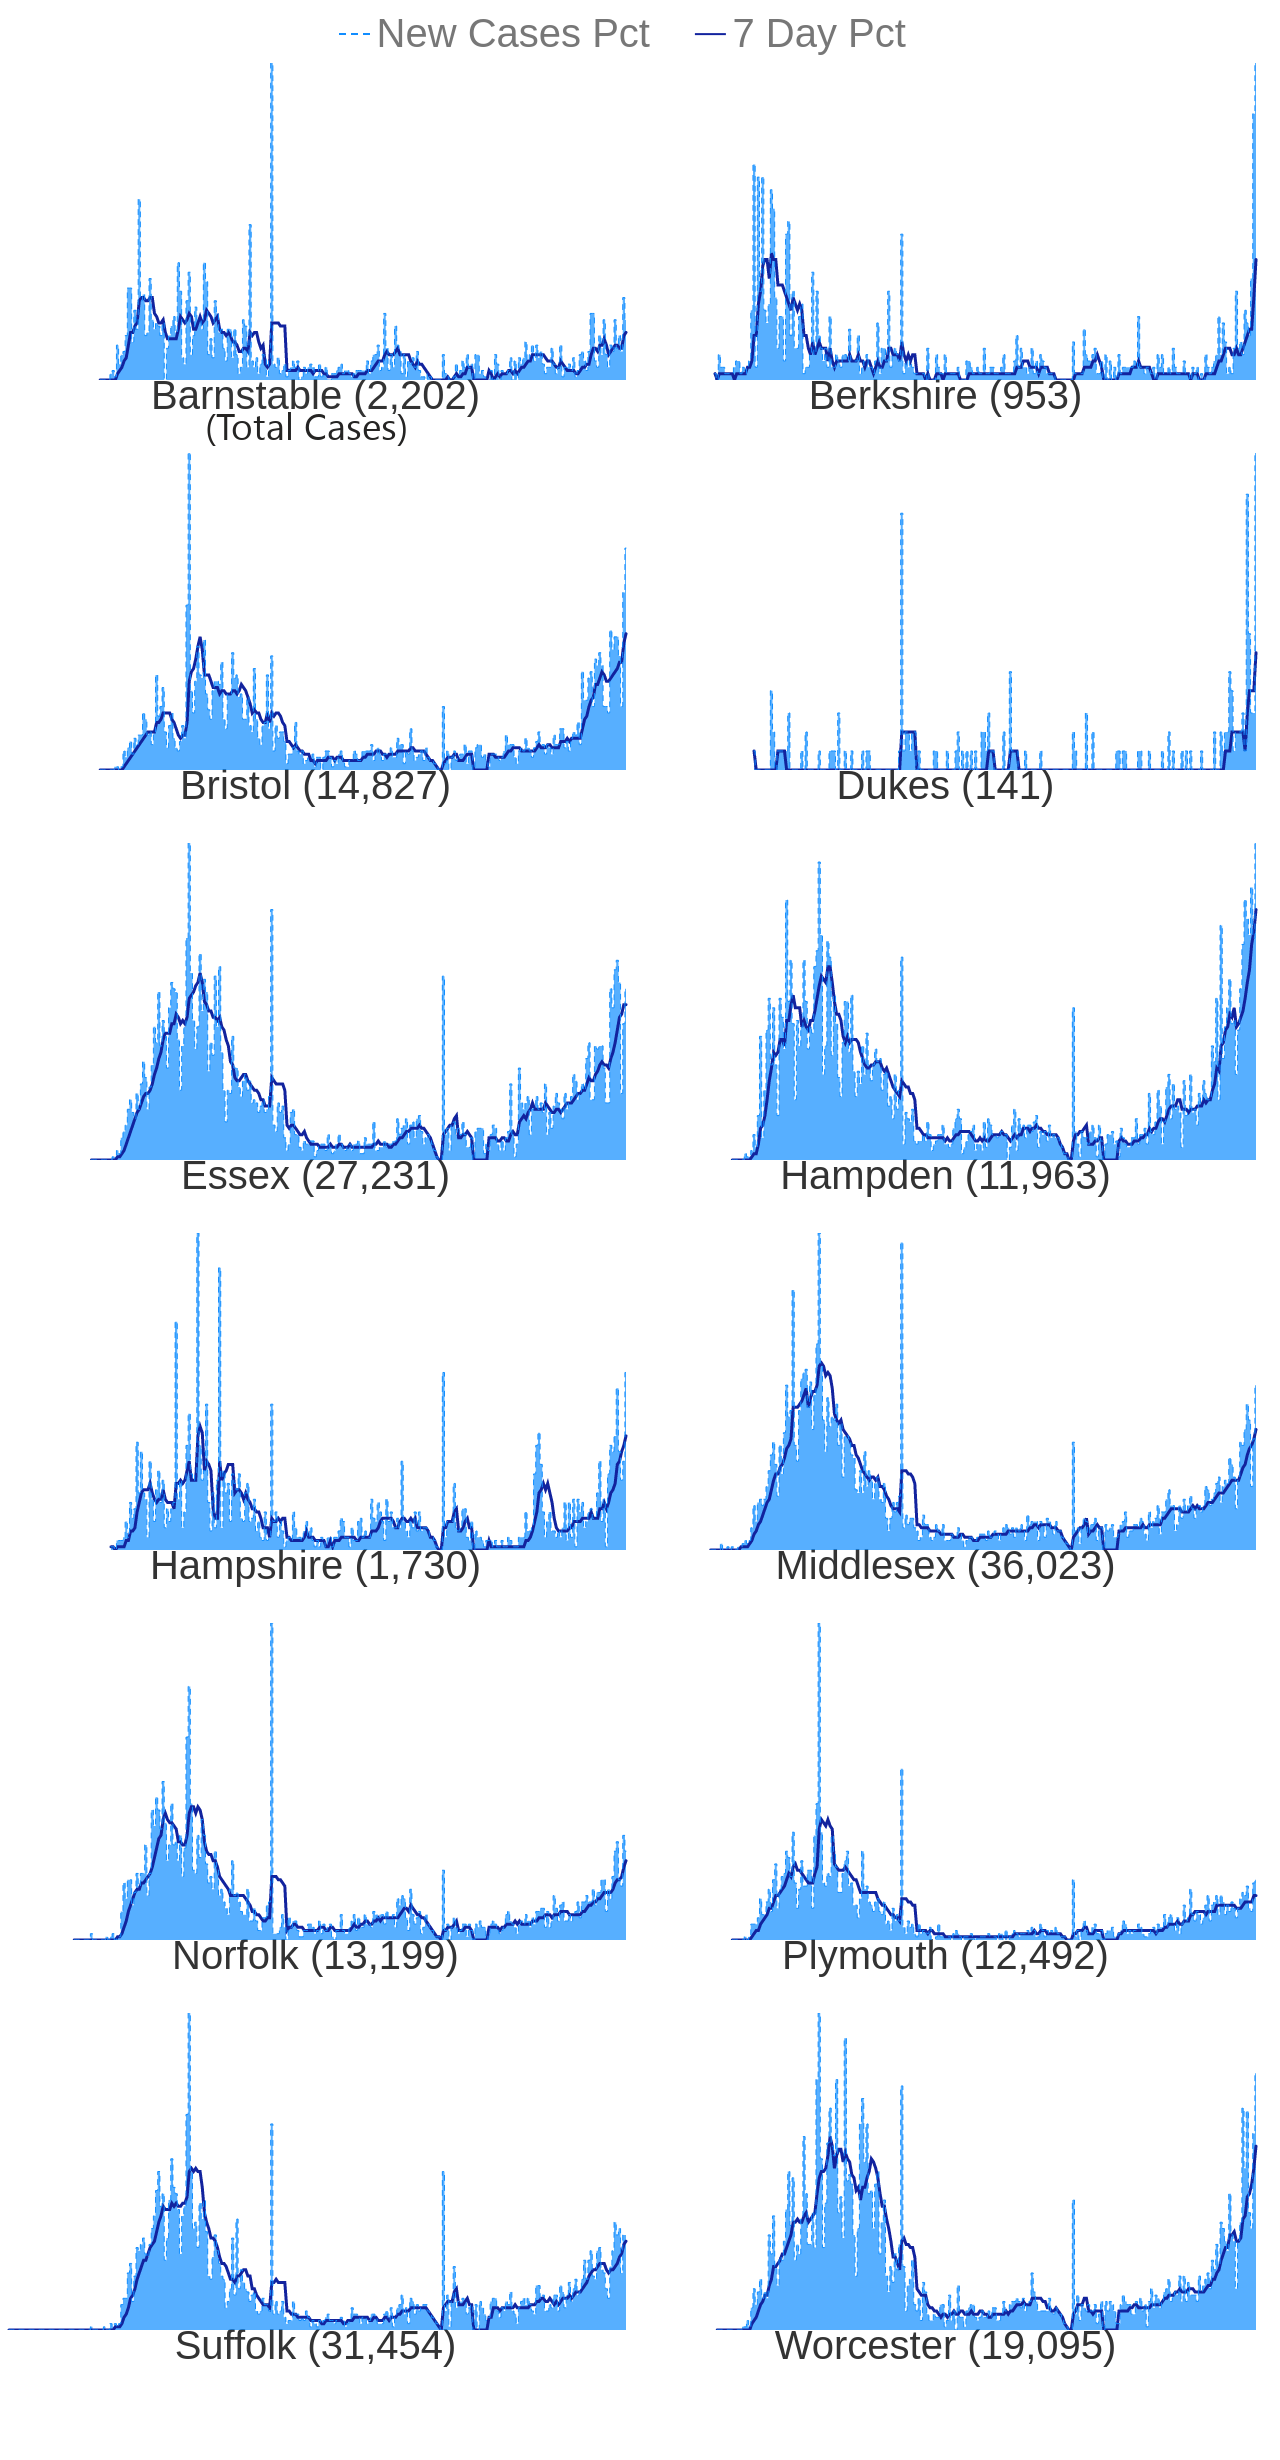 New Cases Pct 7 Day Pct
Barnstable (2,202) Berkshire (953)
(Total Cases)
Bristol (14,827) Dukes (141)
Essex (27,231) Hampden (11,963)
Hampshire (1,730) Middlesex (36,023)
Norfolk (13,199) Plymouth (12,492)
Suffolk (31,454) Worcester (19,095)